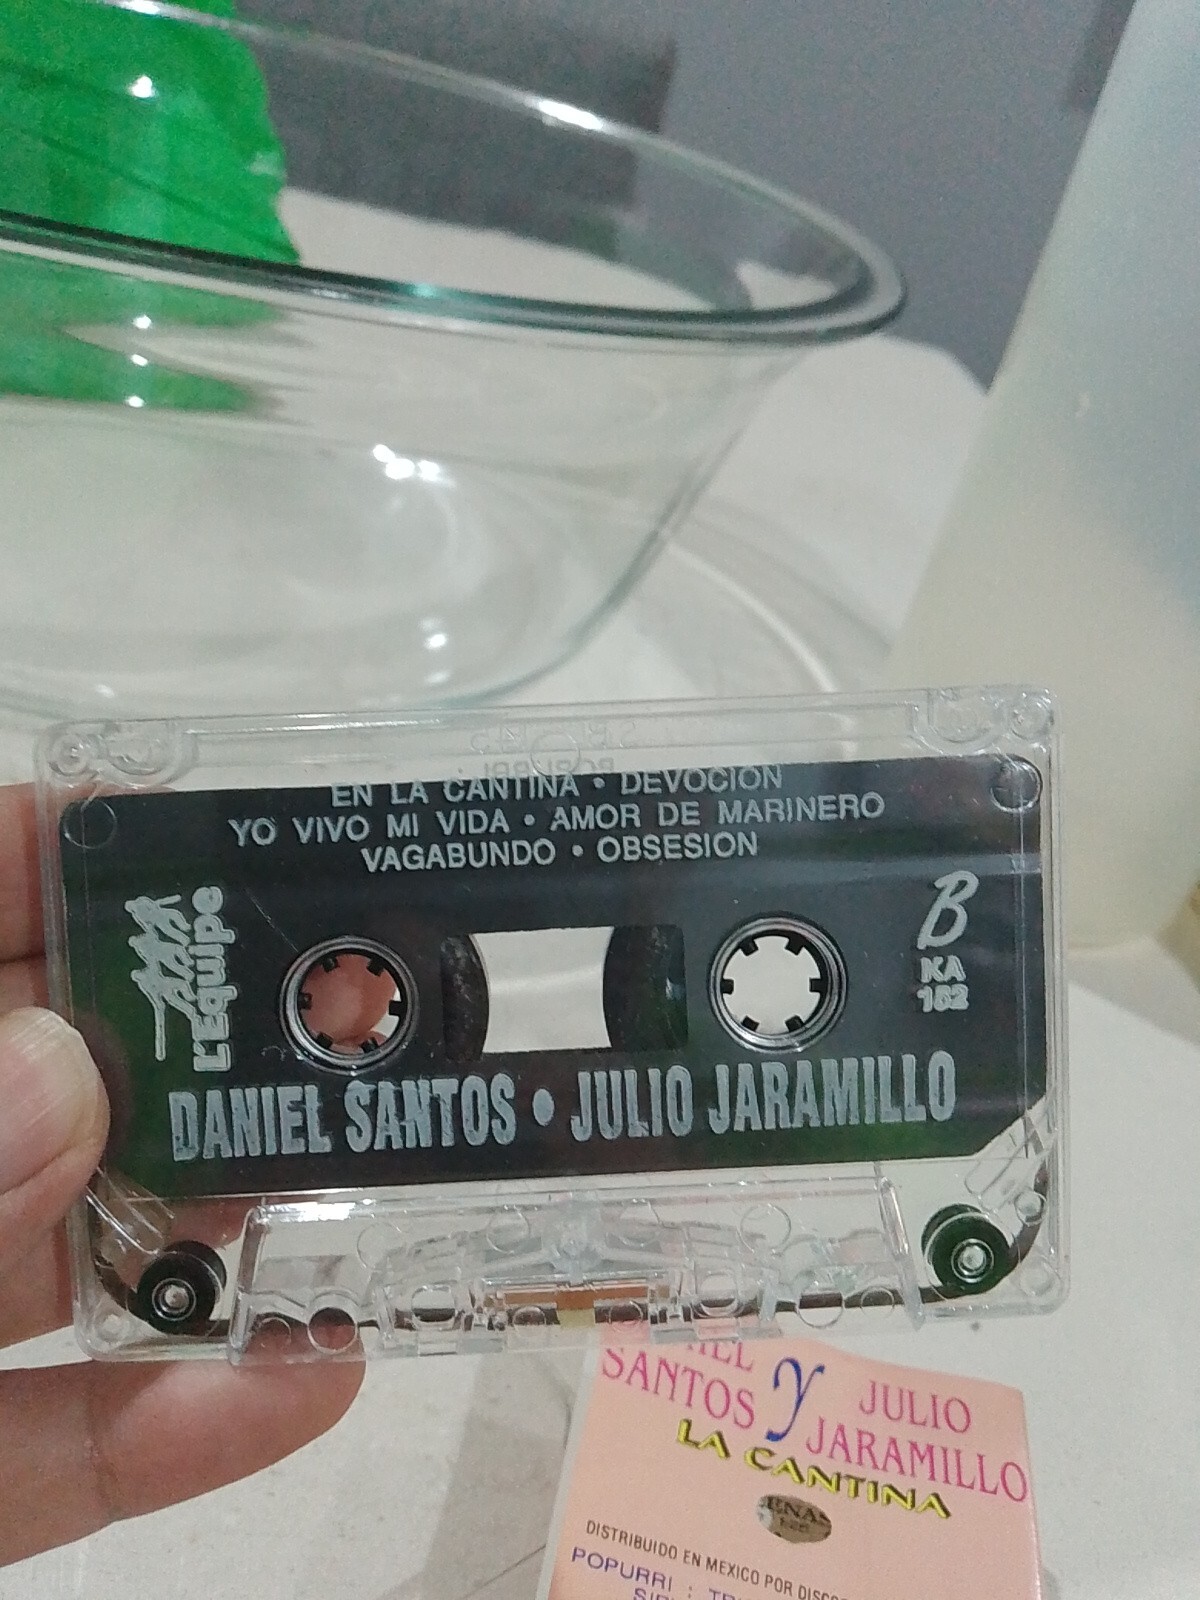 EN LA CANTINA • DEVOCION
YO VIVO MI VIDA • AMOR DE MARINERO
VAGABUNDO • OBSESION
L'Equipe
B
KA
162
DANIEL SANTOS • JULIO JARAMILLO
SANTOS Y JULIO
JARAMILLO
LA CANTINA
DISTRIBUIDO EN MEXICO POR
POPURRI :